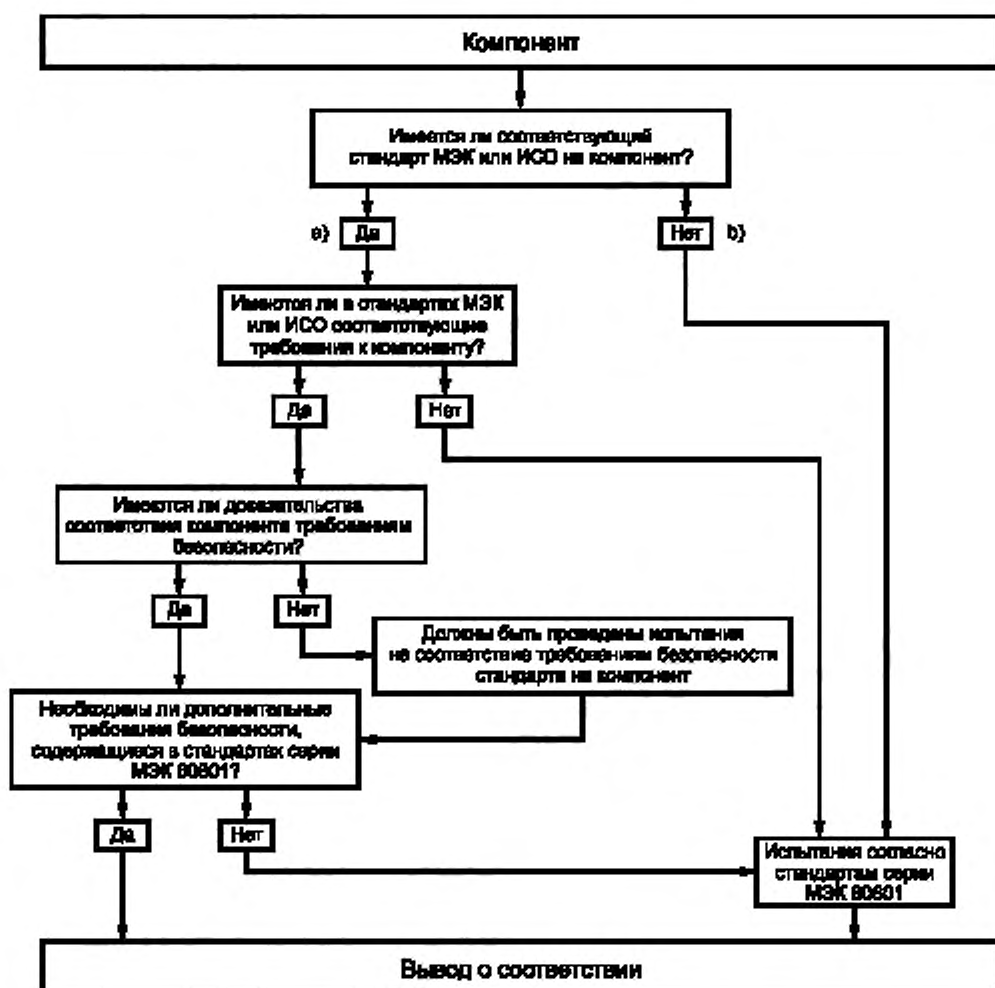 Компонент
Имеется ли соответствующий
стандарт МЭК или ИСО на компонент?
a) Да
Нет b)
Имеются ли в стандартах МЭК
или ИСО соответствующие
требования к компоненту?
Да
Нет
Имеются ли доказательства
соответствия компонента требованиям
безопасности?
Да
Нет
Должны быть проведены испытания
на соответствие требованиям безопасности
стандарта на компонент
Необходимы ли дополнительные
требования безопасности,
содержащиеся в стандартах серии
МЭК 60601?
Да
Нет
Испытания согласно
стандартам серии
МЭК 60601
Вывод о соответствии